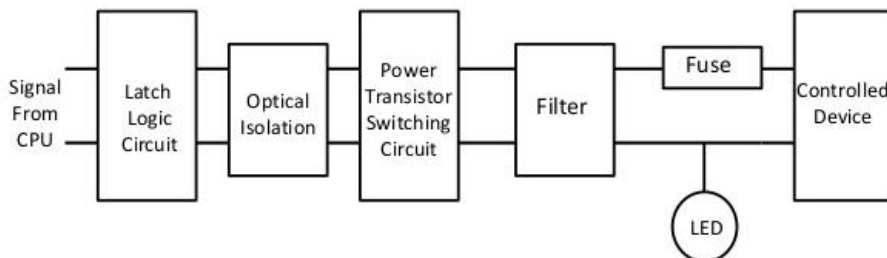 Signal
From
CPU
Latch
Logic
Circuit
Optical
Isolation
Power
Transistor
Switching
Circuit
Filter
Fuse
LED
Controlled
Device